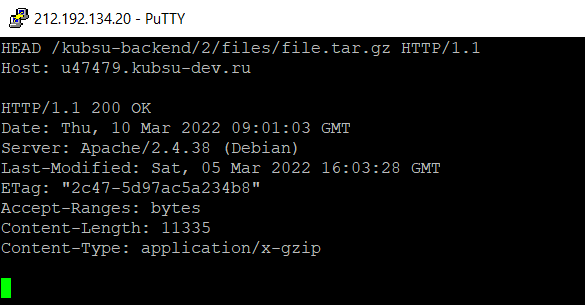 212.192.134.20 - PuTTY
HEAD /kubsu-backend/2/files/file.tar.gz HTTP/1.1
Host: u47479.kubsu-dev.ru
HTTP/1.1 200 OK
Date: Thu, 10 Mar 2022 09:01:03 GMT
Server: Apache/2.4.38 (Debian)
Last-Modified: Sat, 05 Mar 2022 16:03:28 GMT
ETag: "2c47-5d97ac5a234b8"
Accept-Ranges: bytes
Content-Length: 11335
Content-Type: application/x-gzip